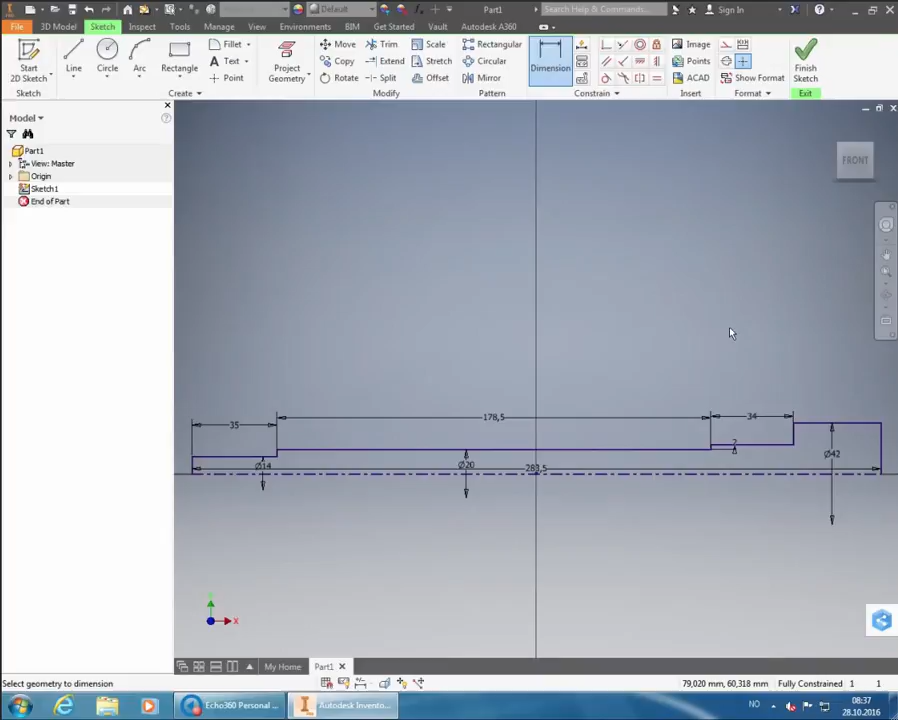 Default
Part1
Search Help & Commands...
Sign In
File
3D Model
Sketch
Inspect
Tools
Manage
View
Environments
BIM
Get Started
Vault
Autodesk A360
Start
2D Sketch
Line
Circle
Arc
Rectangle
Fillet
Text
Point
Project
Geometry
Move
Copy
Rotate
Trim
Extend
Split
Scale
Stretch
Offset
Rectangular
Circular
Mirror
Dimension
Image
Points
ACAD
Show Format
Finish
Sketch
Sketch
Create
Modify
Pattern
Constrain
Insert
Format
Exit
Model
Part1
View: Master
Origin
Sketch1
End of Part
FRONT
35
178,5
34
2
Ø14
Ø20
283,5
Ø42
Y
X
My Home
Part1
Select geometry to dimension
79,020 mm, 60,318 mm
Fully Constrained
1
1
Echo360 Personal ...
Autodesk Invento...
NO
08:37
28.10.2016